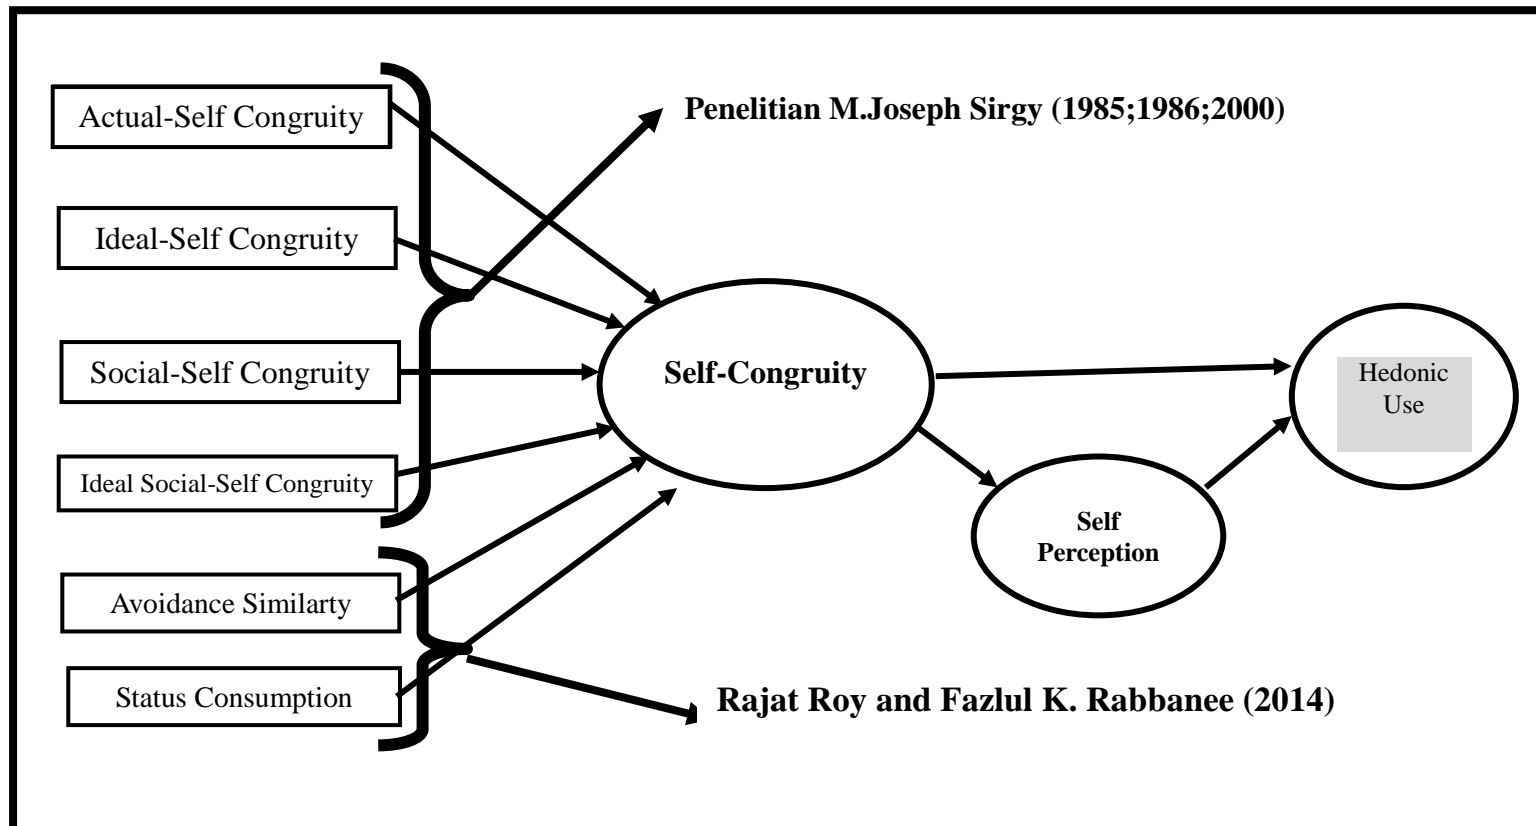 Actual-Self Congruity
Penelitian M.Joseph Sirgy (1985;1986;2000)
Ideal-Self Congruity
Social-Self Congruity
Ideal Social-Self Congruity
Self-Congruity
Hedonic
Use
Self
Perception
Avoidance Similarty
Status Consumption
Rajat Roy and Fazlul K. Rabbanee (2014)